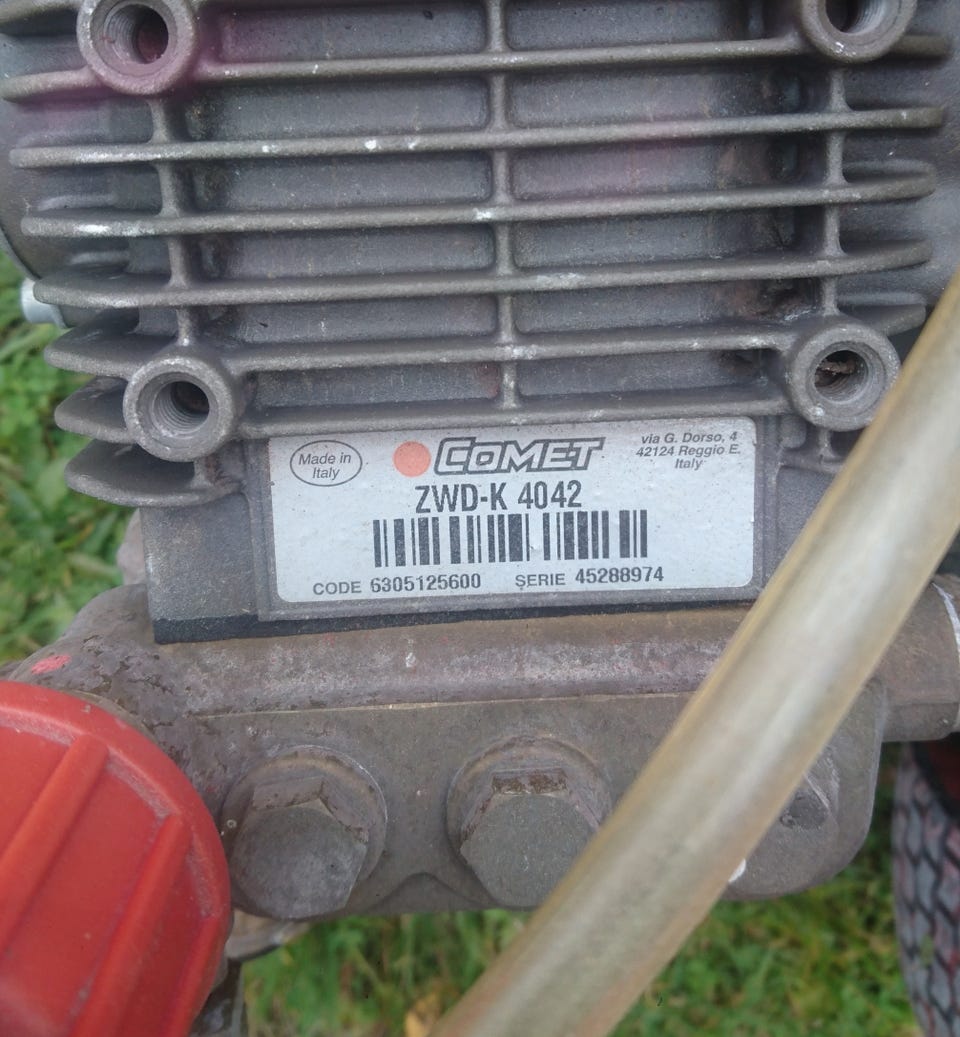 Made in
Italy
COMET
via G. Dorso, 4
42124 Reggio E.
Italy
ZWD-K 4042
CODE 6305125600 SERIE 45288974